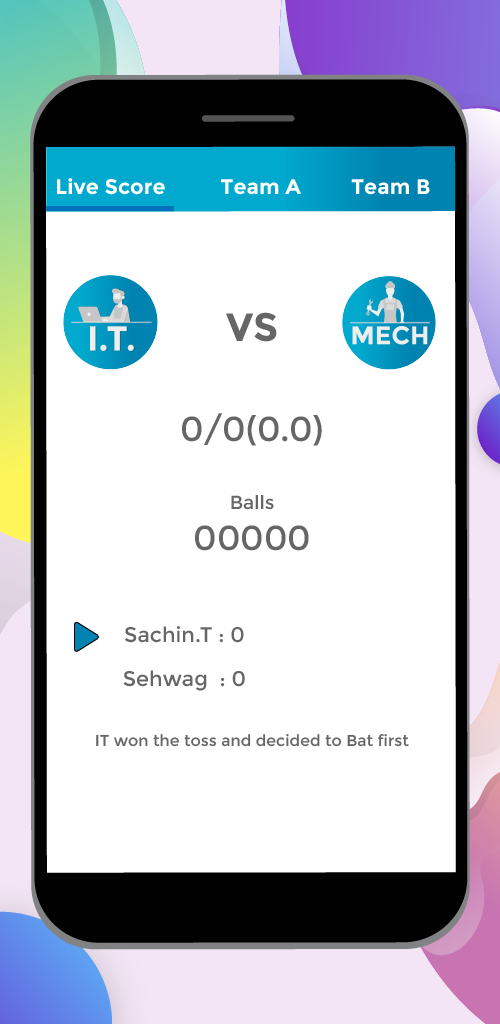 Live Score Team A Team B
I.T. VS MECH
0/0(0.0)
Balls
00000
Sachin.T : 0
Sehwag : 0
IT won the toss and decided to Bat first